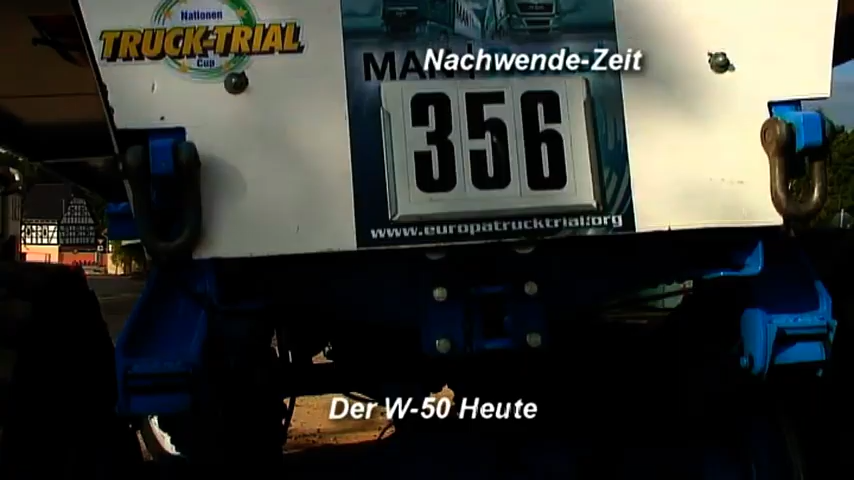 Nationen
TRUCK-TRIAL
Cup
MAN
Nachwende-Zeit
356
www.europatrucktrial.org
Der W-50 Heute